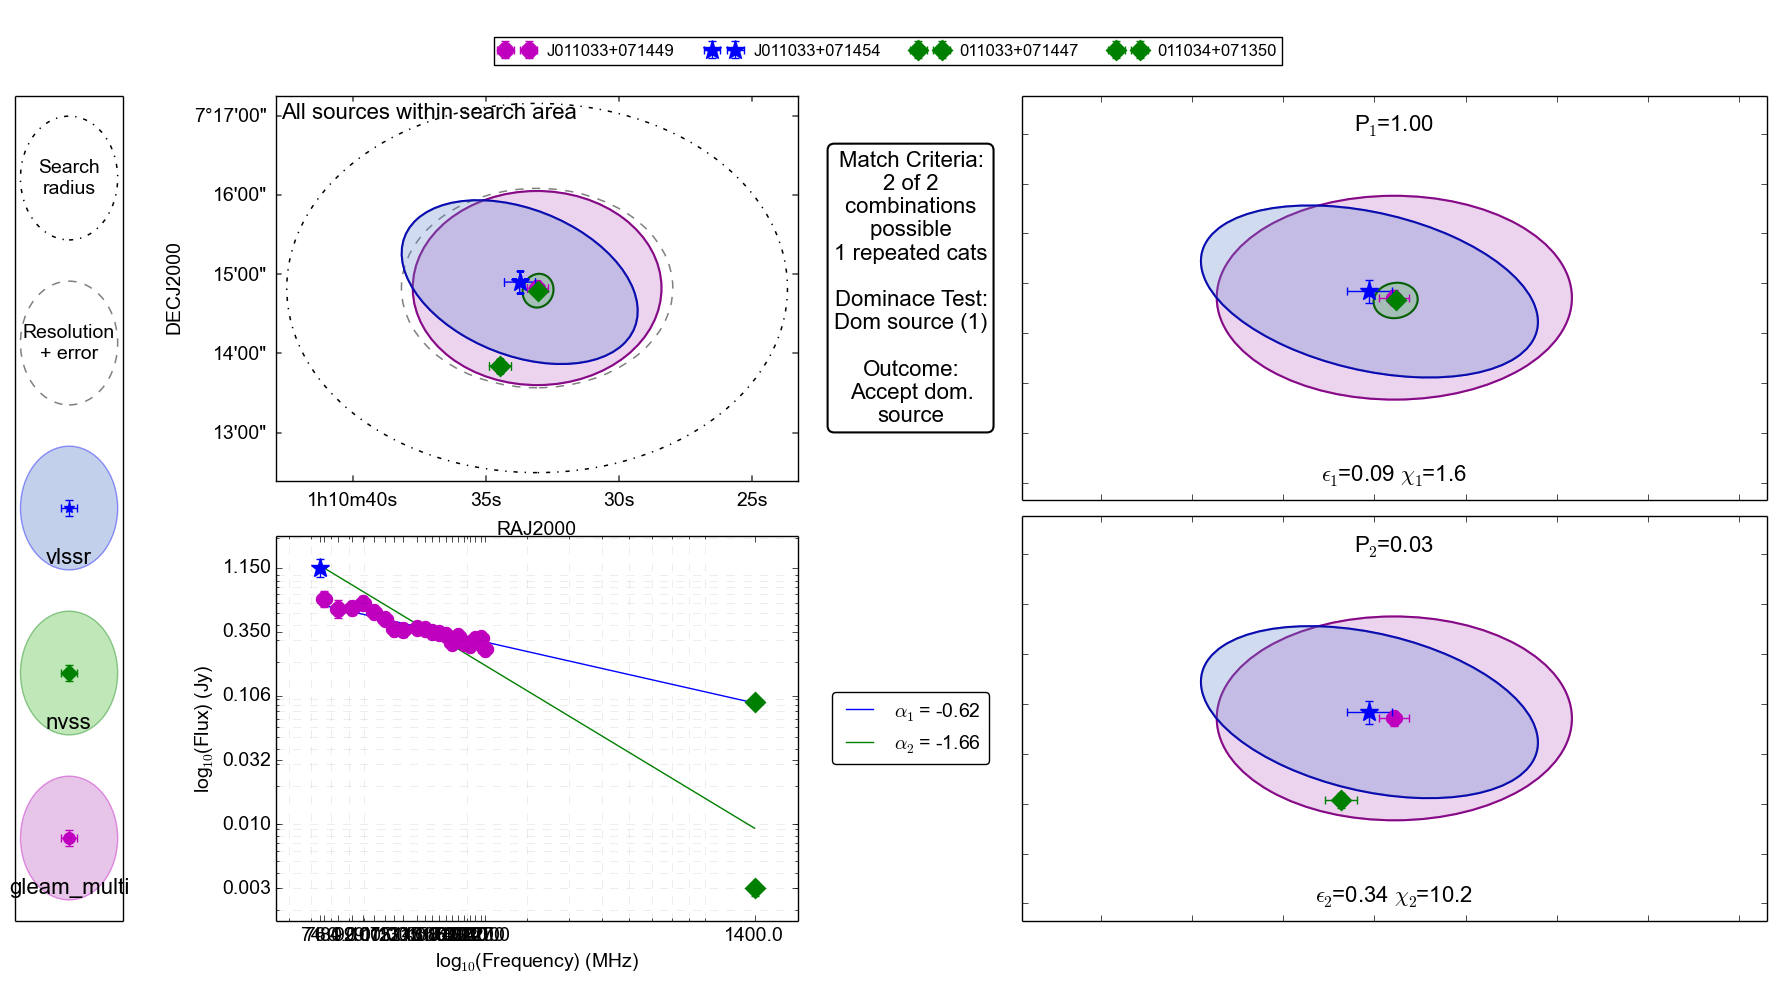 J011033+071449 J011033+071454 011033+071447 011034+071350
Search
radius
Resolution
+ error
vlssr
nvss
gleam_multi
All sources within search area
7°17'00"
16'00"
15'00"
14'00"
13'00"
DECJ2000
1h10m40s 35s 30s 25s
RAJ2000
1.150
0.350
0.106
0.032
0.010
0.003
log10(Flux) (Jy)
1400.0
log10(Frequency) (MHz)
Match Criteria:
2 of 2
combinations
possible
1 repeated cats
Dominace Test:
Dom source (1)
Outcome:
Accept dom.
source
α1 = -0.62
α2 = -1.66
P1=1.00
ϵ1=0.09 χ1=1.6
P2=0.03
ϵ2=0.34 χ2=10.2